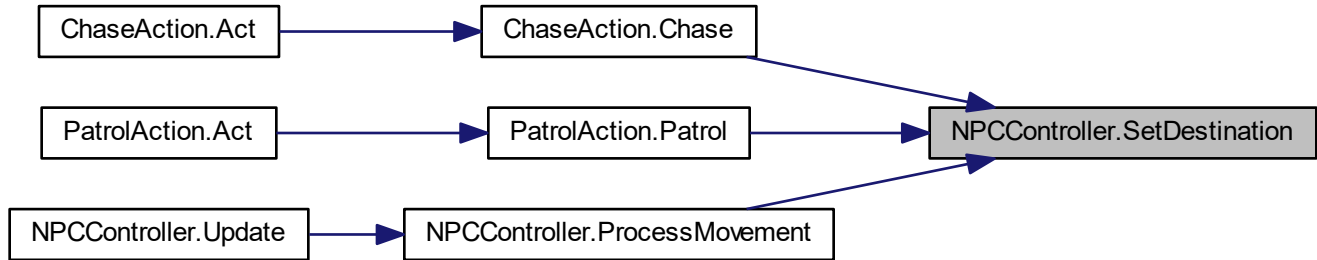 ChaseAction.Act
ChaseAction.Chase
PatrolAction.Act
PatrolAction.Patrol
NPCController.SetDestination
NPCController.Update
NPCController.ProcessMovement